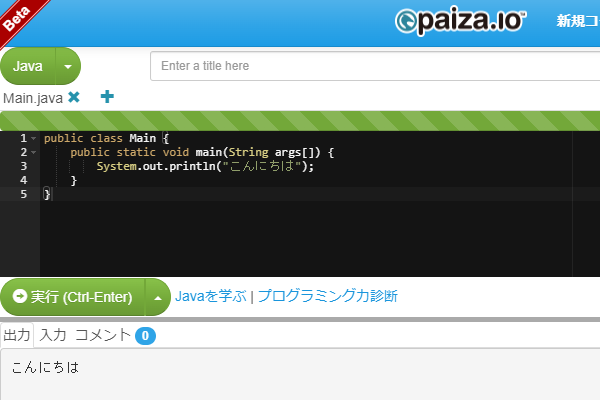 Beta
paiza.io
新規コー
Java
Enter a title here
Main.java
1 public class Main {
2     public static void main(String args[]) {
3         System.out.println("こんにちは");
4     }
5 }
実行 (Ctrl-Enter) Javaを学ぶ | プログラミング力診断
出力 入力 コメント 0
こんにちは